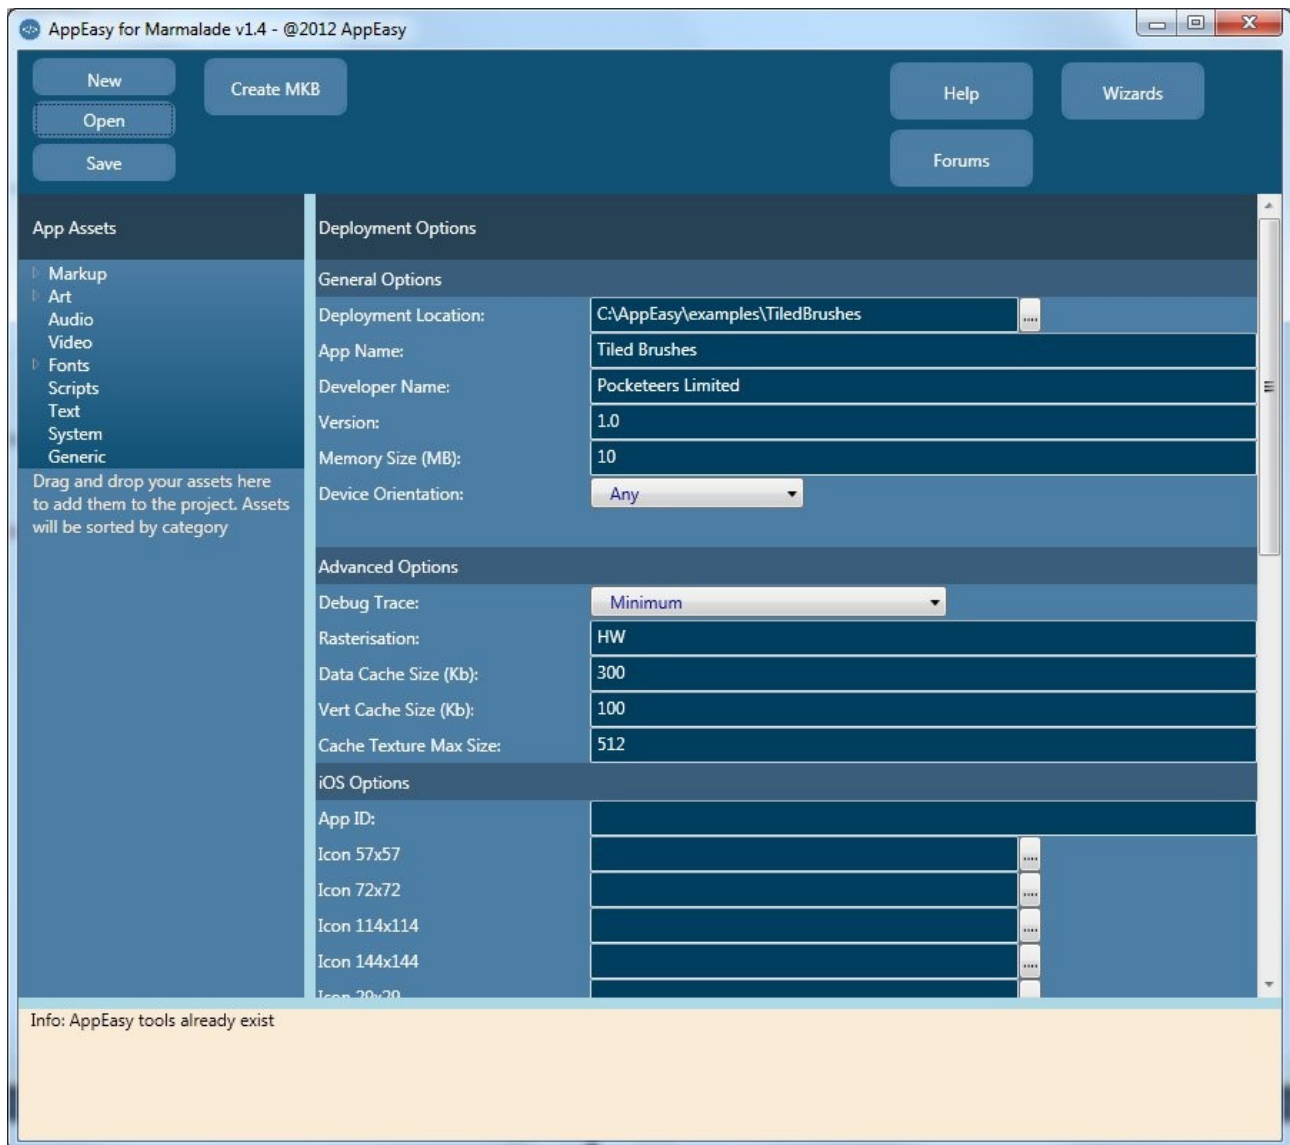 AppEasy for Marmalade v1.4 - @2012 AppEasy
New
Create MKB
Help
Wizards
Open
Save
Forums
App Assets
Deployment Options
Markup
Art
Audio
Video
Fonts
Scripts
Text
System
Generic
Drag and drop your assets here
to add them to the project. Assets
will be sorted by category
General Options
Deployment Location: C:\AppEasy\examples\TiledBrushes ....
App Name: Tiled Brushes
Developer Name: Pocketeers Limited
Version: 1.0
Memory Size (MB): 10
Device Orientation: Any
Advanced Options
Debug Trace: Minimum
Rasterisation: HW
Data Cache Size (Kb): 300
Vert Cache Size (Kb): 100
Cache Texture Max Size: 512
iOS Options
App ID:
Icon 57x57 ....
Icon 72x72 ....
Icon 114x114 ....
Icon 144x144 ....
Icon 29x29
Info: AppEasy tools already exist